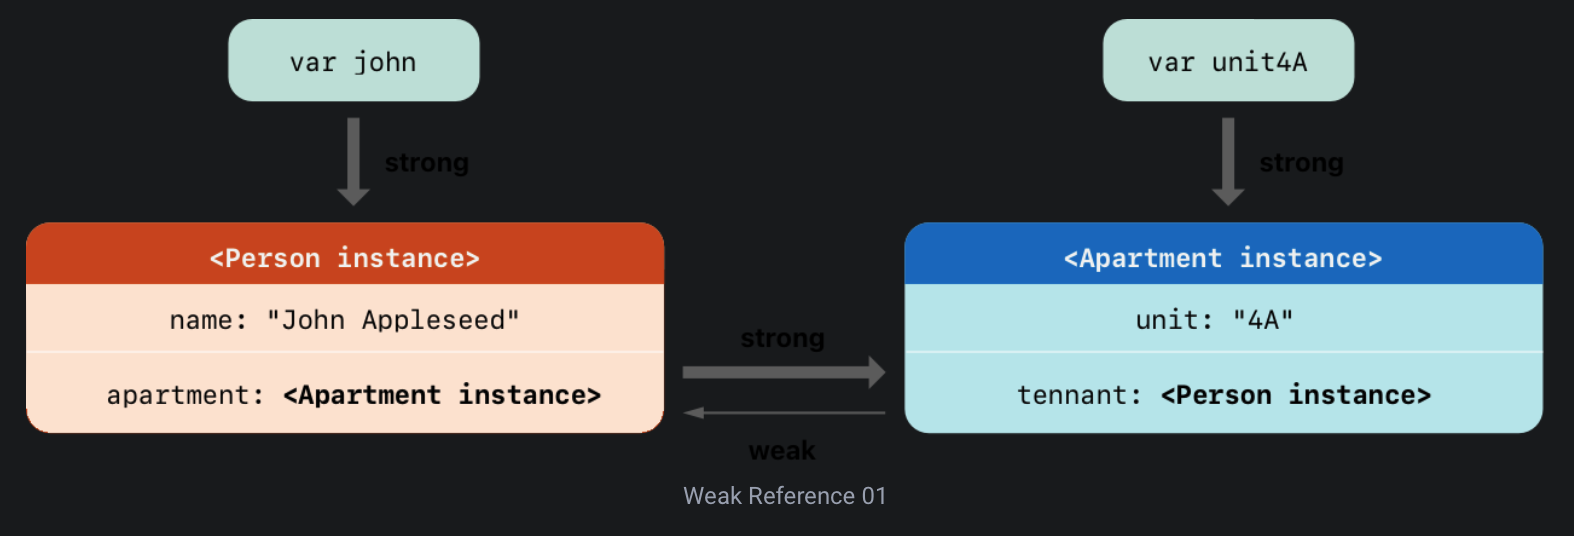 var john
var unit4A
strong
strong
<Person instance>
<Apartment instance>
name: "John Appleseed"
unit: "4A"
strong
apartment: <Apartment instance>
tennant: <Person instance>
weak
Weak Reference 01